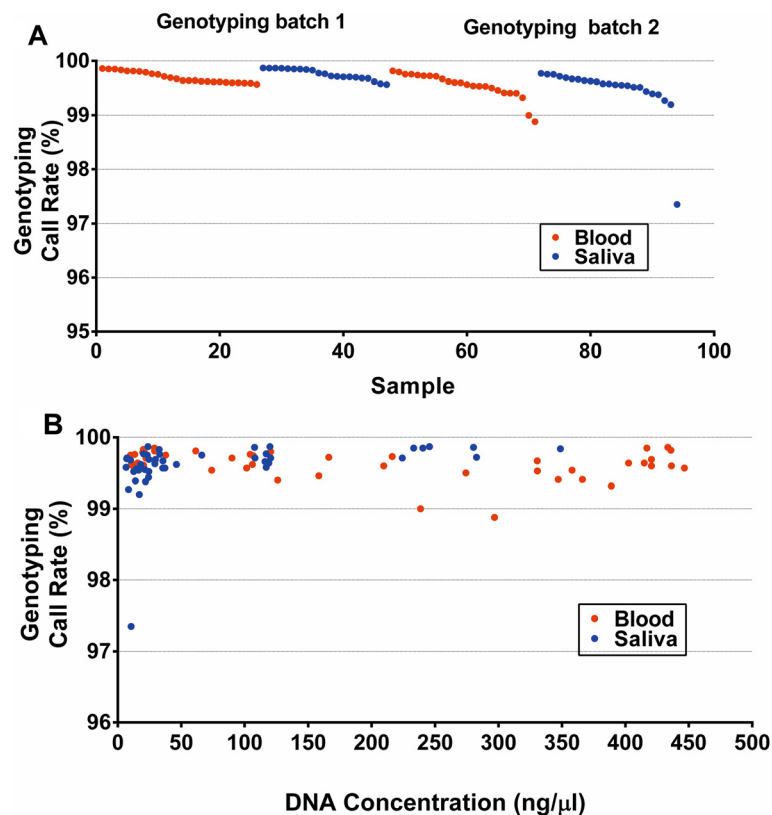 Genotyping batch 1
Genotyping batch 2
A
Genotyping
Call Rate (%)
100
99
98
97
96
95
Blood
Saliva
0 20 40 60 80 100
Sample
B
Genotyping
Call Rate (%)
100
99
98
97
96
Blood
Saliva
0 50 100 150 200 250 300 350 400 450 500
DNA Concentration (ng/µl)